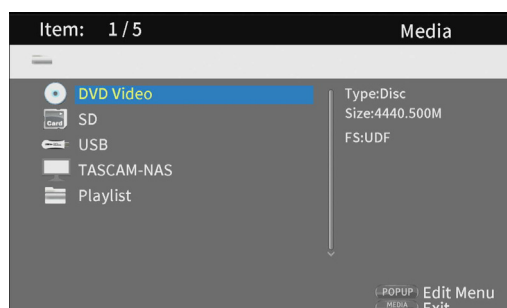 Item: 1/5 Media
DVD Video
Card SD
USB
TASCAM-NAS
Playlist
Type:Disc
Size:4440.500M
FS:UDF
POPUP Edit Menu
MEDIA Exit